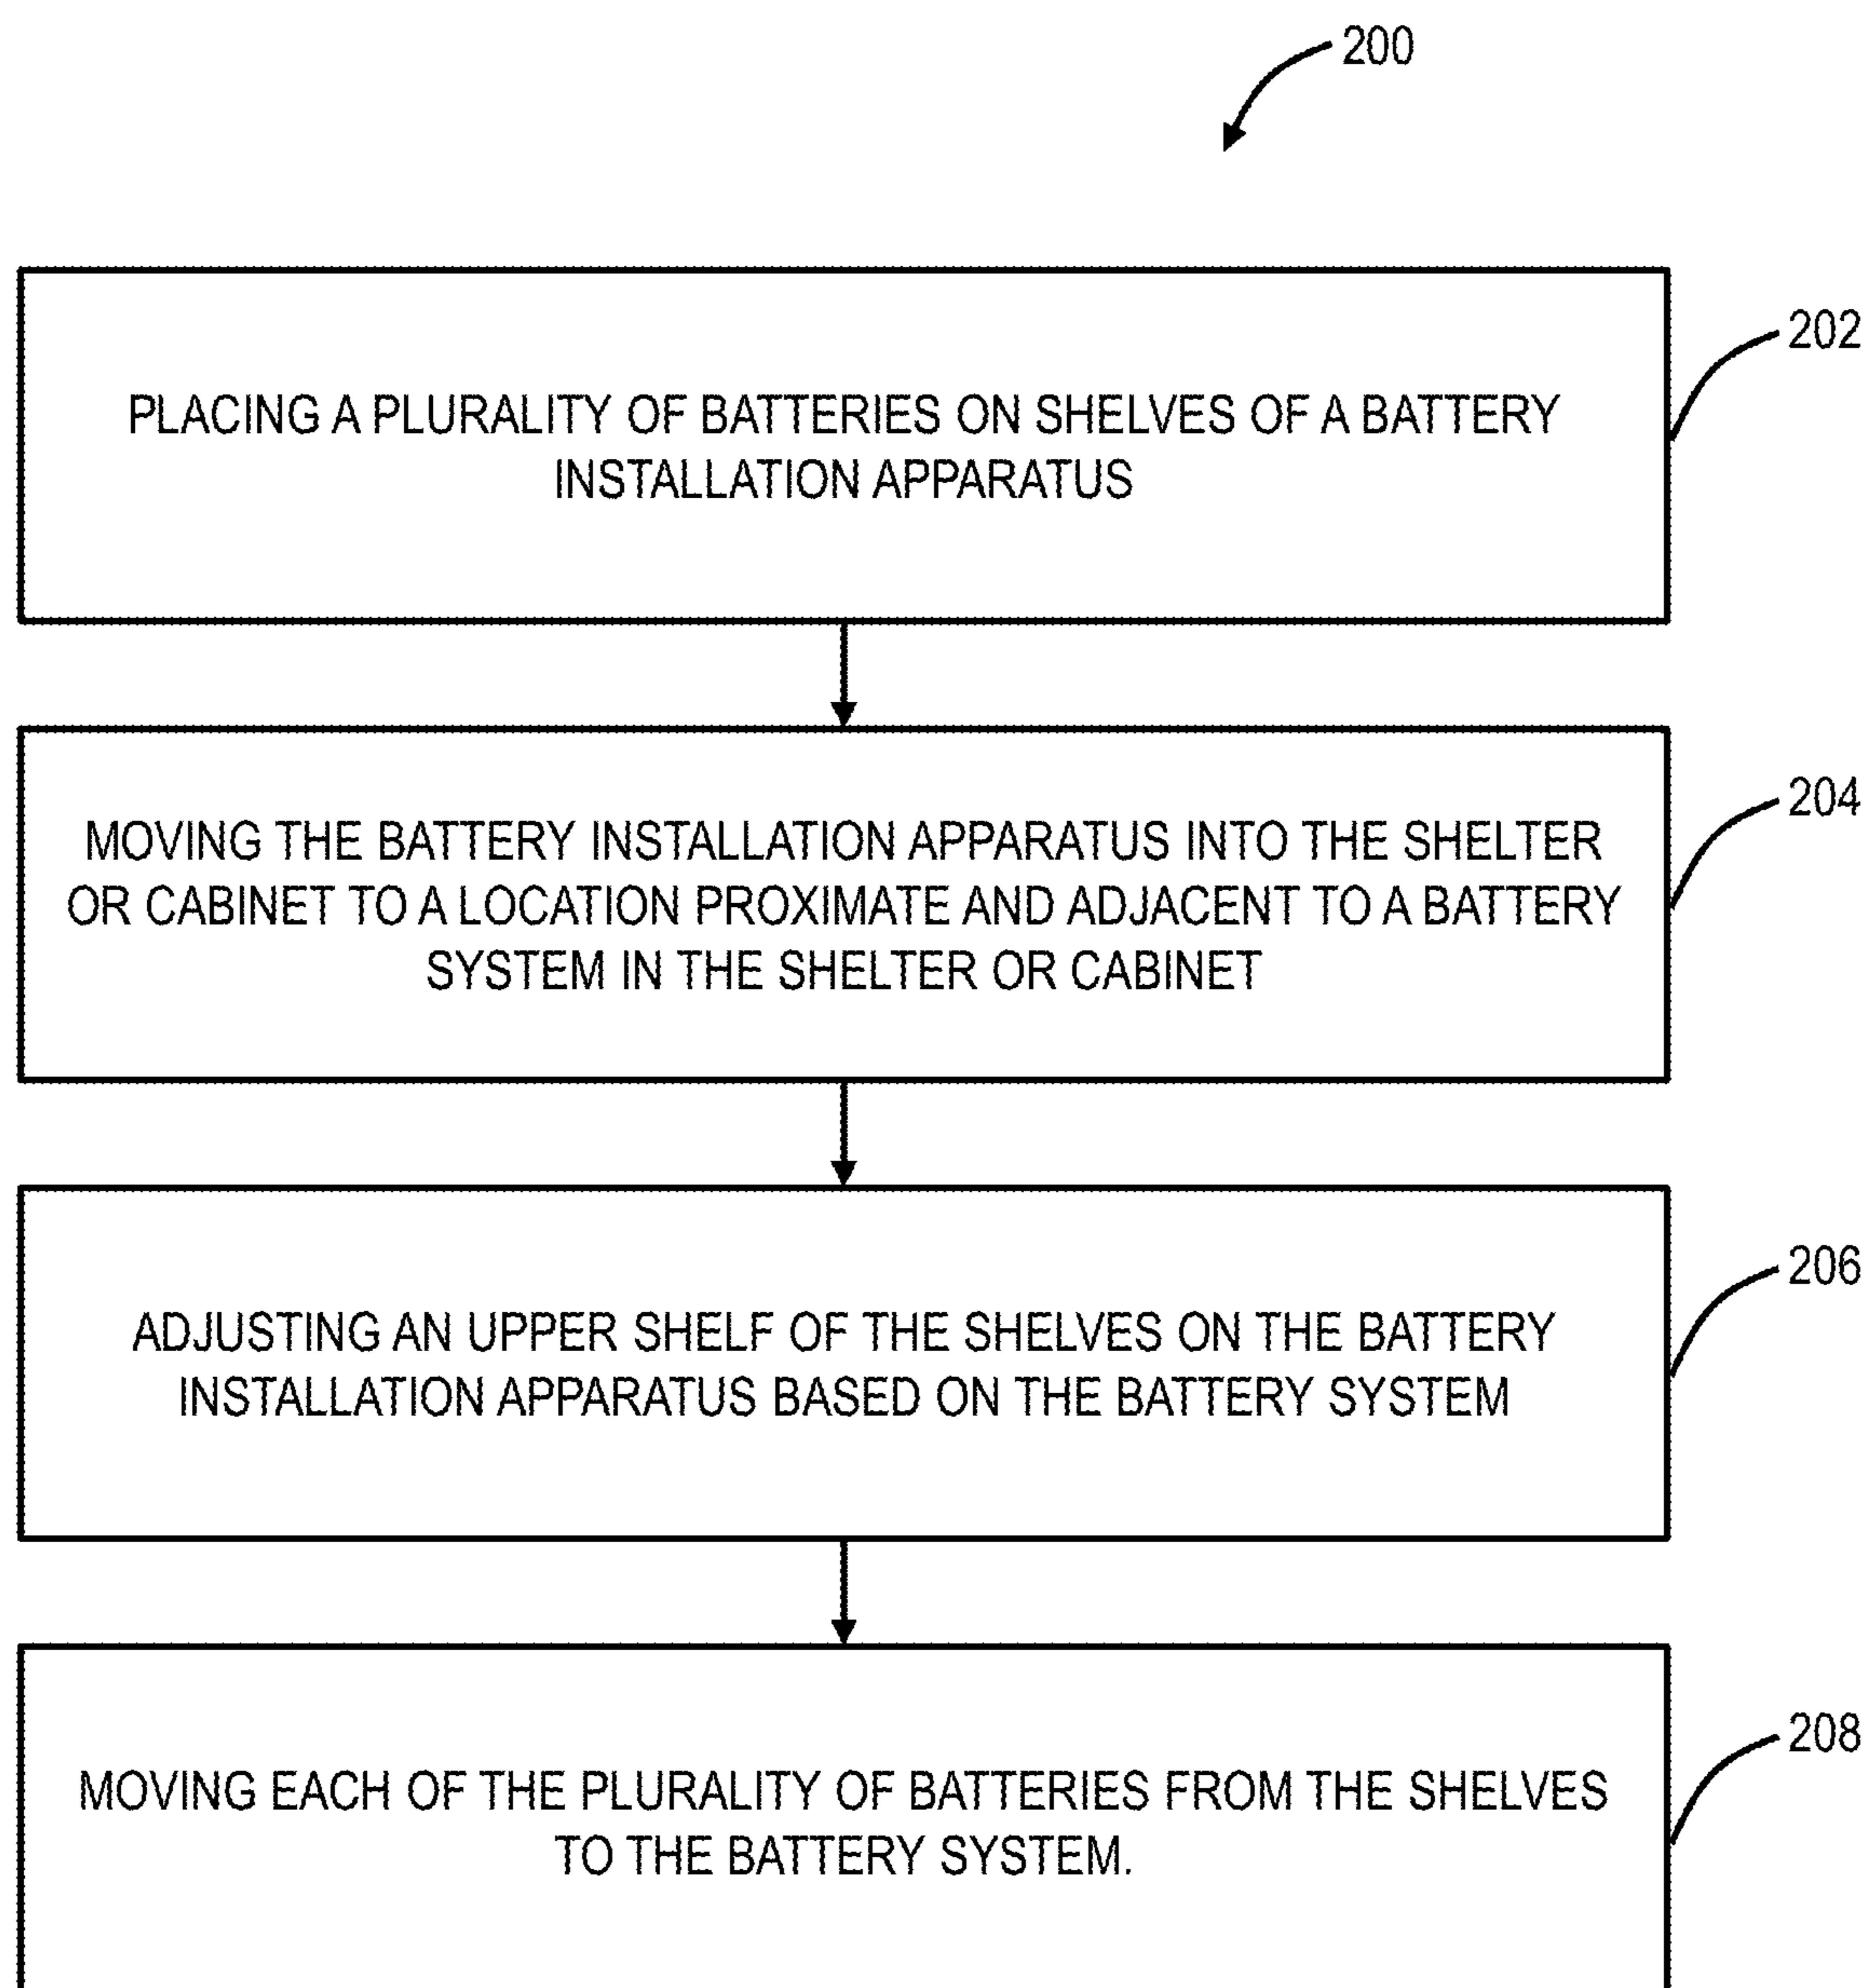 200
PLACING A PLURALITY OF BATTERIES ON SHELVES OF A BATTERY
INSTALLATION APPARATUS
202
MOVING THE BATTERY INSTALLATION APPARATUS INTO THE SHELTER
OR CABINET TO A LOCATION PROXIMATE AND ADJACENT TO A BATTERY
SYSTEM IN THE SHELTER OR CABINET
204
ADJUSTING AN UPPER SHELF OF THE SHELVES ON THE BATTERY
INSTALLATION APPARATUS BASED ON THE BATTERY SYSTEM
206
MOVING EACH OF THE PLURALITY OF BATTERIES FROM THE SHELVES
TO THE BATTERY SYSTEM.
208